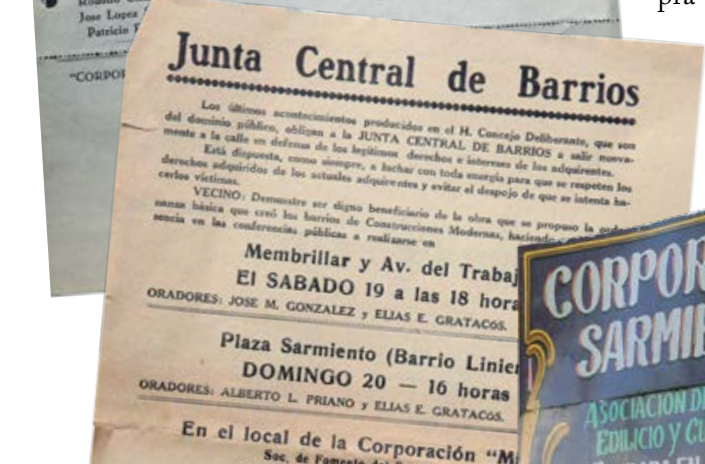 pra
Rodolfo
Jose Lopez
Patricio
"CORPOR
Junta Central de Barrios
Los últimos acontecimientos producidos en el H. Concejo Deliberante, que son
del dominio público, obligan a la JUNTA CENTRAL DE BARRIOS a salir nueva-
mente a la calle en defensa de los legítimos derechos e intereses de los adquirentes.
Está dispuesta, como siempre, a luchar con toda energía para que se respeten los
derechos adquiridos de los actuales adquirentes y evitar el despojo de que se intenta ha-
cerlos víctimas.
VECINO: Demuestre ser digno beneficiario de la obra que se propuso la
nanza básica que creó los barrios de Construcciones Modernas, haciendo
sencia en las conferencias públicas a realizarse en
Membrillar y Av. del Trabaj
El SABADO 19 a las 18 hora
ORADORES: JOSE M. GONZALEZ y ELIAS E. GRATACOS.
Plaza Sarmiento (Barrio Linier
DOMINGO 20 — 16 horas
ORADORES: ALBERTO L. PRIANO y ELIAS E. GRATACOS.
En el local de la Corporación "M
Soc. de Fomento del
CORPOR
SARMIE
ASOCIACION D
EDILICIO Y CU